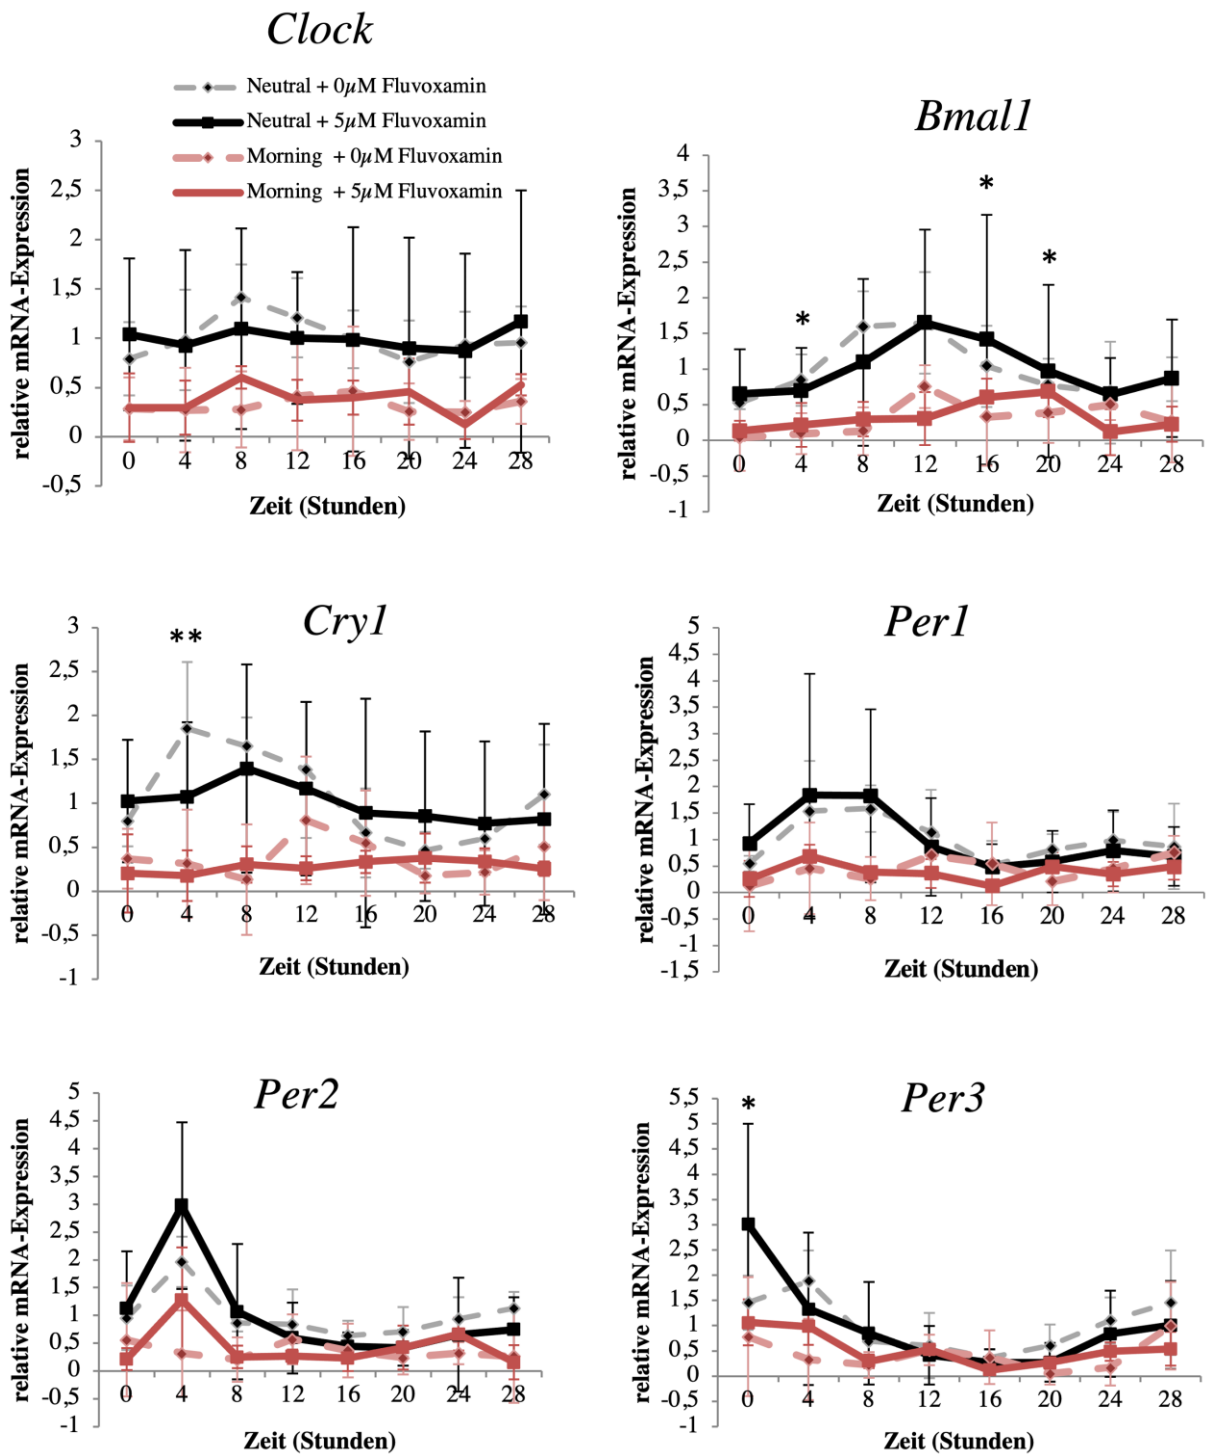 Clock
Neutral + 0µM Fluvoxamin
Neutral + 5µM Fluvoxamin
Morning + 0µM Fluvoxamin
Morning + 5µM Fluvoxamin
relative mRNA-Expression
3
2,5
2
1,5
1
0,5
0
-0,5
0 4 8 12 16 20 24 28
Zeit (Stunden)
Bmal1
relative mRNA-Expression
4
3,5
3
2,5
2
1,5
1
0,5
0
-0,5
-1
* * *
0 4 8 12 16 20 24 28
Zeit (Stunden)
Cry1
relative mRNA-Expression
3
2,5
2
1,5
1
0,5
0
-0,5
-1
**
0 4 8 12 16 20 24 28
Zeit (Stunden)
Per1
relative mRNA-Expression
5
4,5
4
3,5
3
2,5
2
1,5
1
0,5
0
-0,5
-1
-1,5
0 4 8 12 16 20 24 28
Zeit (Stunden)
Per2
relative mRNA-Expression
5
4,5
4
3,5
3
2,5
2
1,5
1
0,5
0
-0,5
-1
0 4 8 12 16 20 24 28
Zeit (Stunden)
Per3
relative mRNA-Expression
5,5
5
4,5
4
3,5
3
2,5
2
1,5
1
0,5
0
-0,5
-1
*
0 4 8 12 16 20 24 28
Zeit (Stunden)